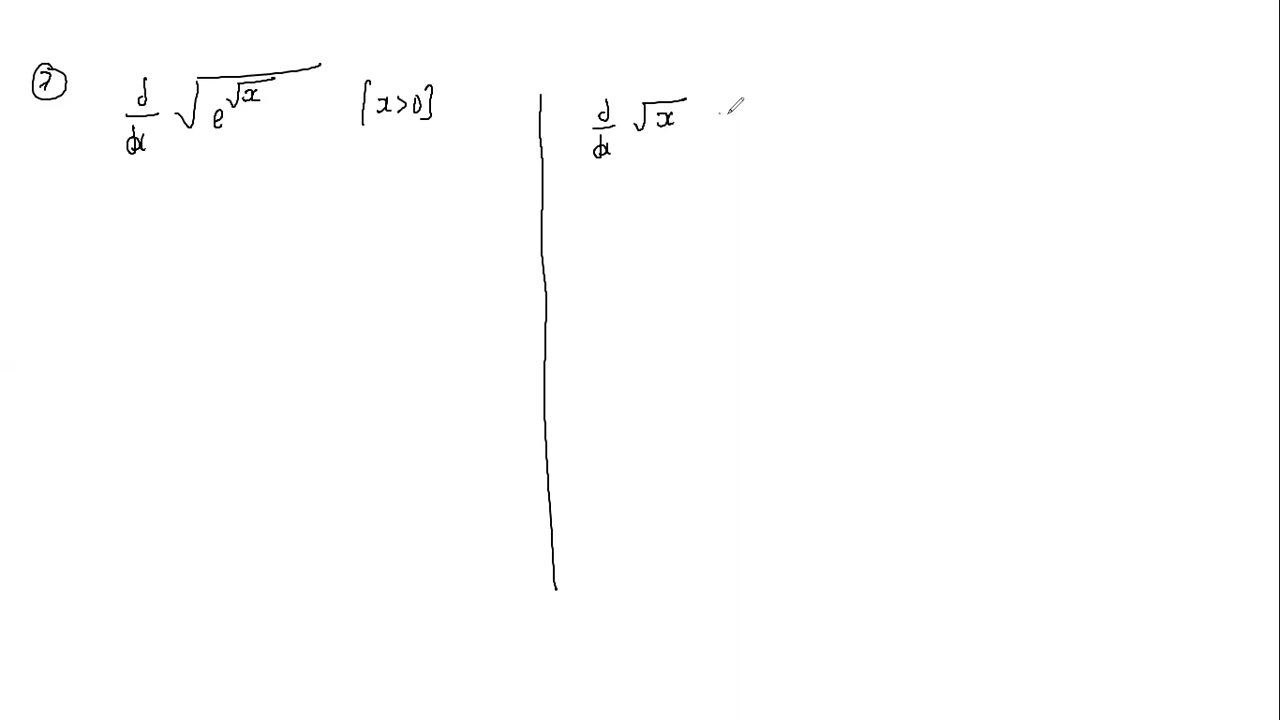 ⑦ d/dx √(e^√x) [x>0]
d/dx √x